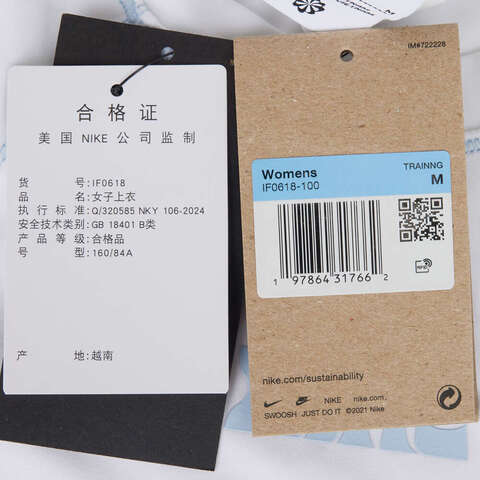 合格证
美国 NIKE 公司监制
货号:IF0618
品名:女子上衣
执行标准:Q/320585 NKY 106-2024
安全技术类别:GB 18401 B类
产品等级:合格品
号型:160/84A
产地:越南
M
IM#722228
TRAINNG
Womens
M
IF0618-100
RFID
1 97864 31766 2
nike.com/sustainability
NIKE nike.com
SWOOSH JUST DO IT ©2021 Nike